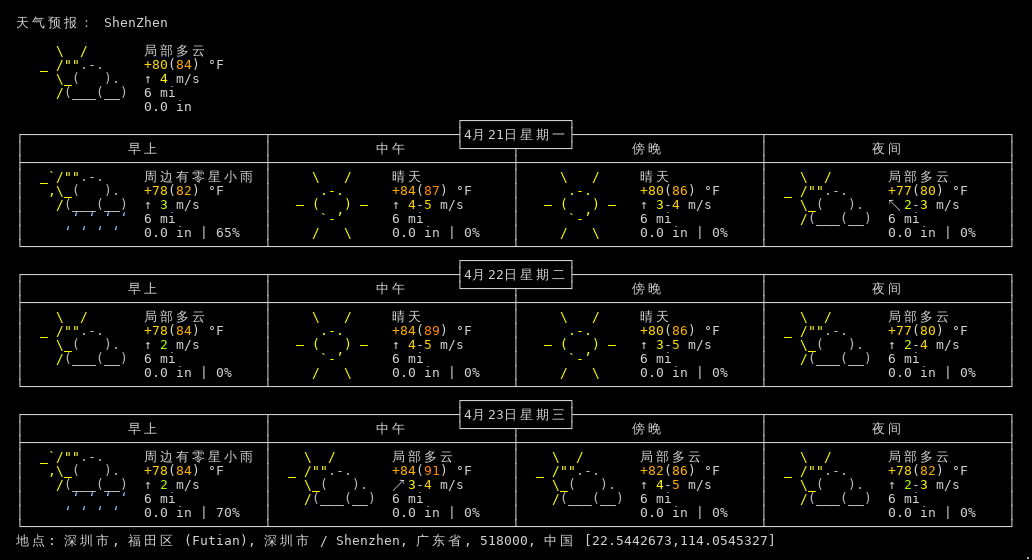 天气预报: ShenZhen
局部多云
+80(84) °F
↑ 4 m/s
6 mi
0.0 in
4月21日星期一
早上 中午 傍晚 夜间
周边有零星小雨 晴天 晴天 局部多云
+78(82) °F +84(87) °F +80(86) °F +77(80) °F
↑ 3 m/s ↑ 4-5 m/s ↑ 3-4 m/s ↖ 2-3 m/s
6 mi 6 mi 6 mi 6 mi
0.0 in | 65% 0.0 in | 0% 0.0 in | 0% 0.0 in | 0%
4月22日星期二
早上 中午 傍晚 夜间
局部多云 晴天 晴天 局部多云
+78(84) °F +84(89) °F +80(86) °F +77(80) °F
↑ 2 m/s ↑ 4-5 m/s ↑ 3-5 m/s ↑ 2-4 m/s
6 mi 6 mi 6 mi 6 mi
0.0 in | 0% 0.0 in | 0% 0.0 in | 0% 0.0 in | 0%
4月23日星期三
早上 中午 傍晚 夜间
周边有零星小雨 局部多云 局部多云 局部多云
+78(84) °F +84(91) °F +82(86) °F +78(82) °F
↑ 2 m/s ↗ 3-4 m/s ↑ 4-5 m/s ↑ 2-3 m/s
6 mi 6 mi 6 mi 6 mi
0.0 in | 70% 0.0 in | 0% 0.0 in | 0% 0.0 in | 0%
地点: 深圳市, 福田区 (Futian), 深圳市 / Shenzhen, 广东省, 518000, 中国 [22.5442673,114.0545327]